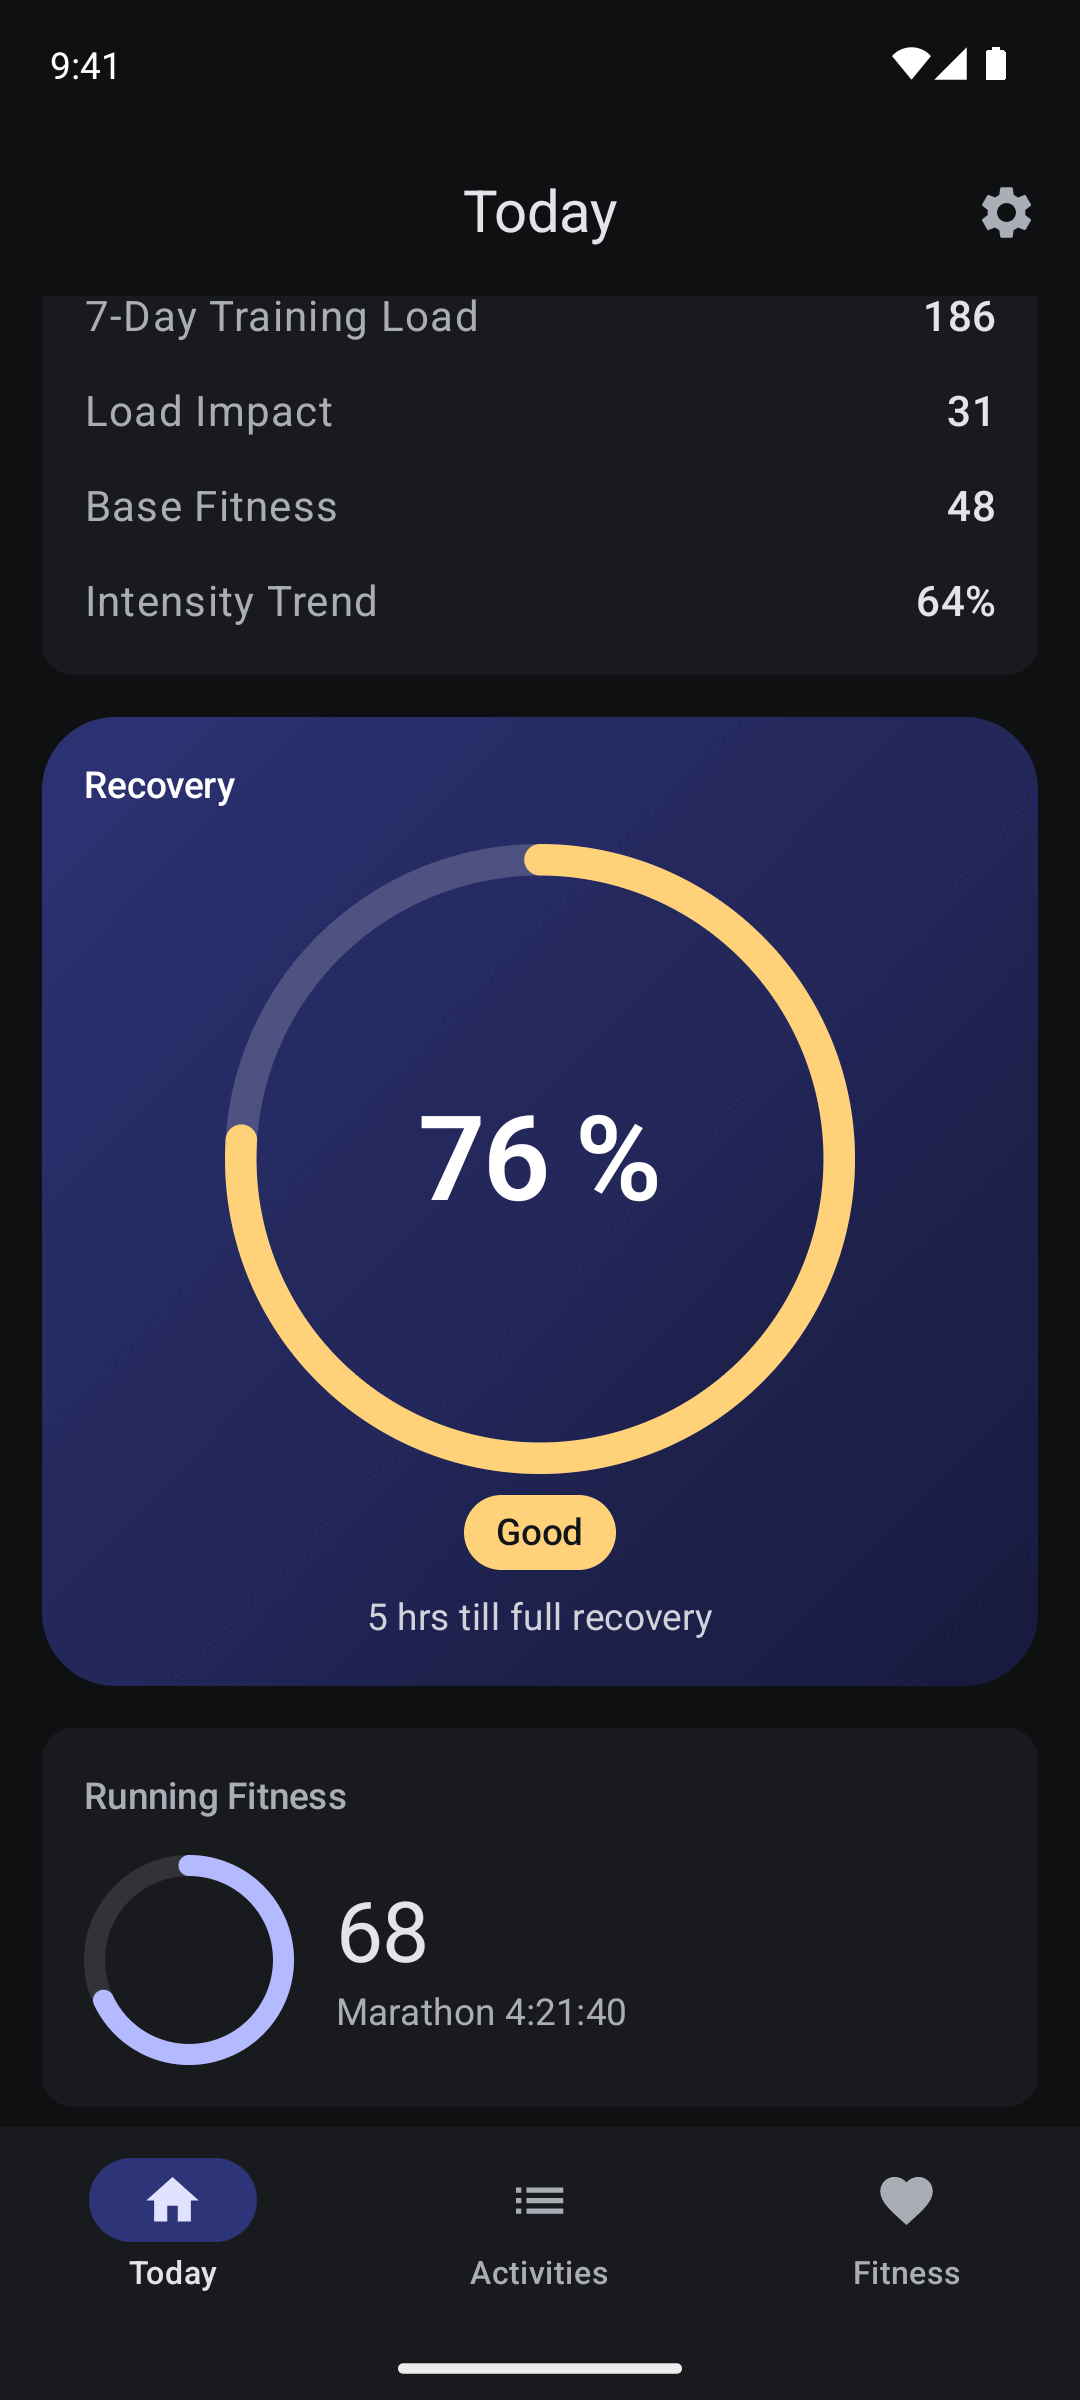 9:41
Today
7-Day Training Load 186
Load Impact 31
Base Fitness 48
Intensity Trend 64%
Recovery
76 %
Good
5 hrs till full recovery
Running Fitness
68
Marathon 4:21:40
Today Activities Fitness